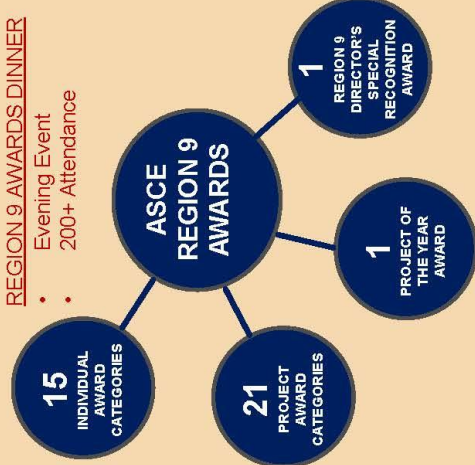 REGION 9 AWARDS DINNER
• Evening Event
• 200+ Attendance
15
INDIVIDUAL
AWARD
CATEGORIES
ASCE
REGION 9
AWARDS
1
REGION 9
DIRECTOR'S
SPECIAL
RECOGNITION
AWARD
21
PROJECT
AWARD
CATEGORIES
1
PROJECT OF
THE YEAR
AWARD